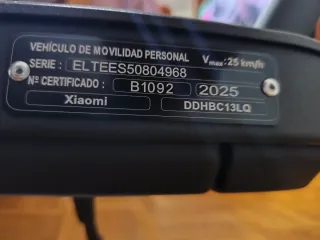 VEHÍCULO DE MOVILIDAD PERSONAL Vmax: 25 km/h
SERIE : ELTEES50804968
Nº CERTIFICADO : B1092 2025
Xiaomi DDHBC13LQ